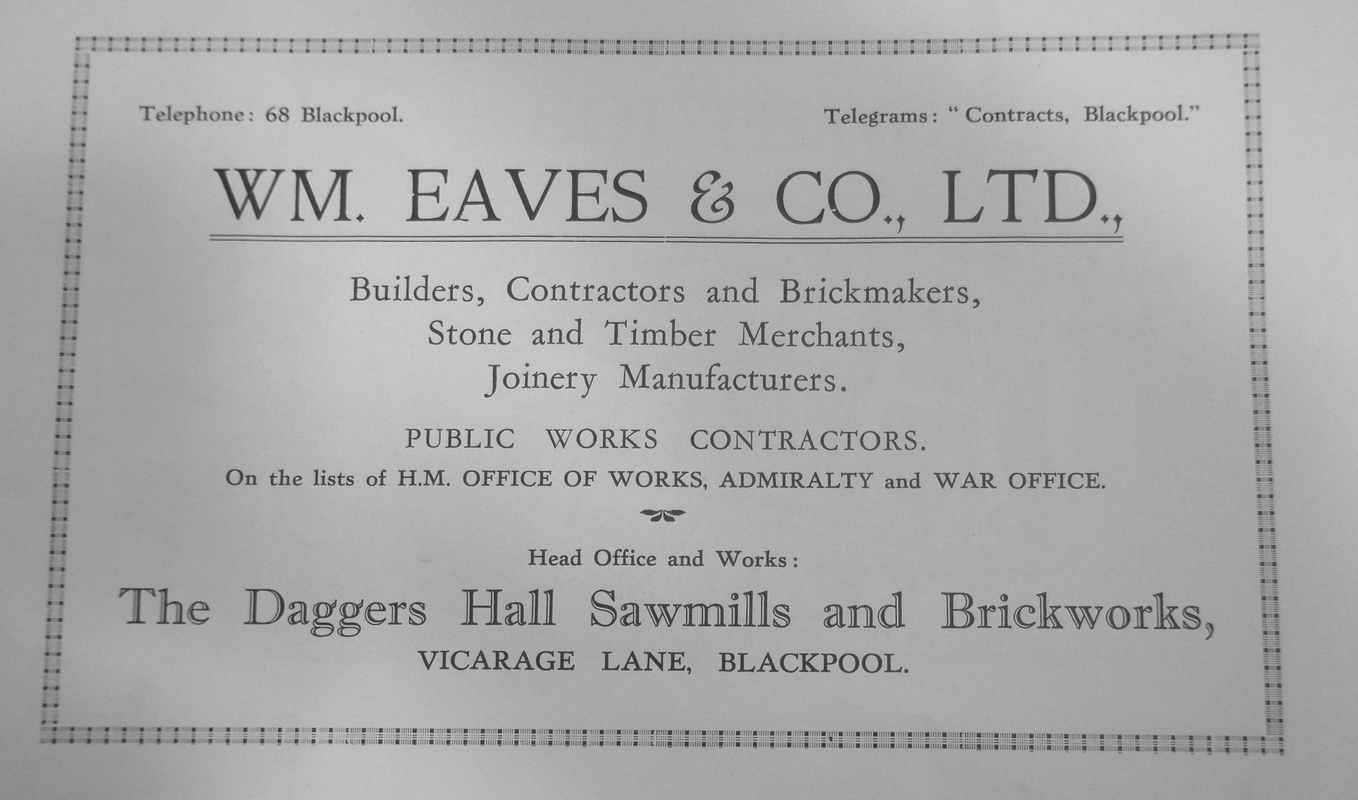 Telephone: 68 Blackpool.
Telegrams: “ Contracts, Blackpool.”
WM. EAVES & CO., LTD.,
Builders, Contractors and Brickmakers,
Stone and Timber Merchants,
Joinery Manufacturers.
PUBLIC WORKS CONTRACTORS.
On the lists of H.M. OFFICE OF WORKS, ADMIRALTY and WAR OFFICE.
Head Office and Works:
The Daggers Hall Sawmills and Brickworks,
VICARAGE LANE, BLACKPOOL.